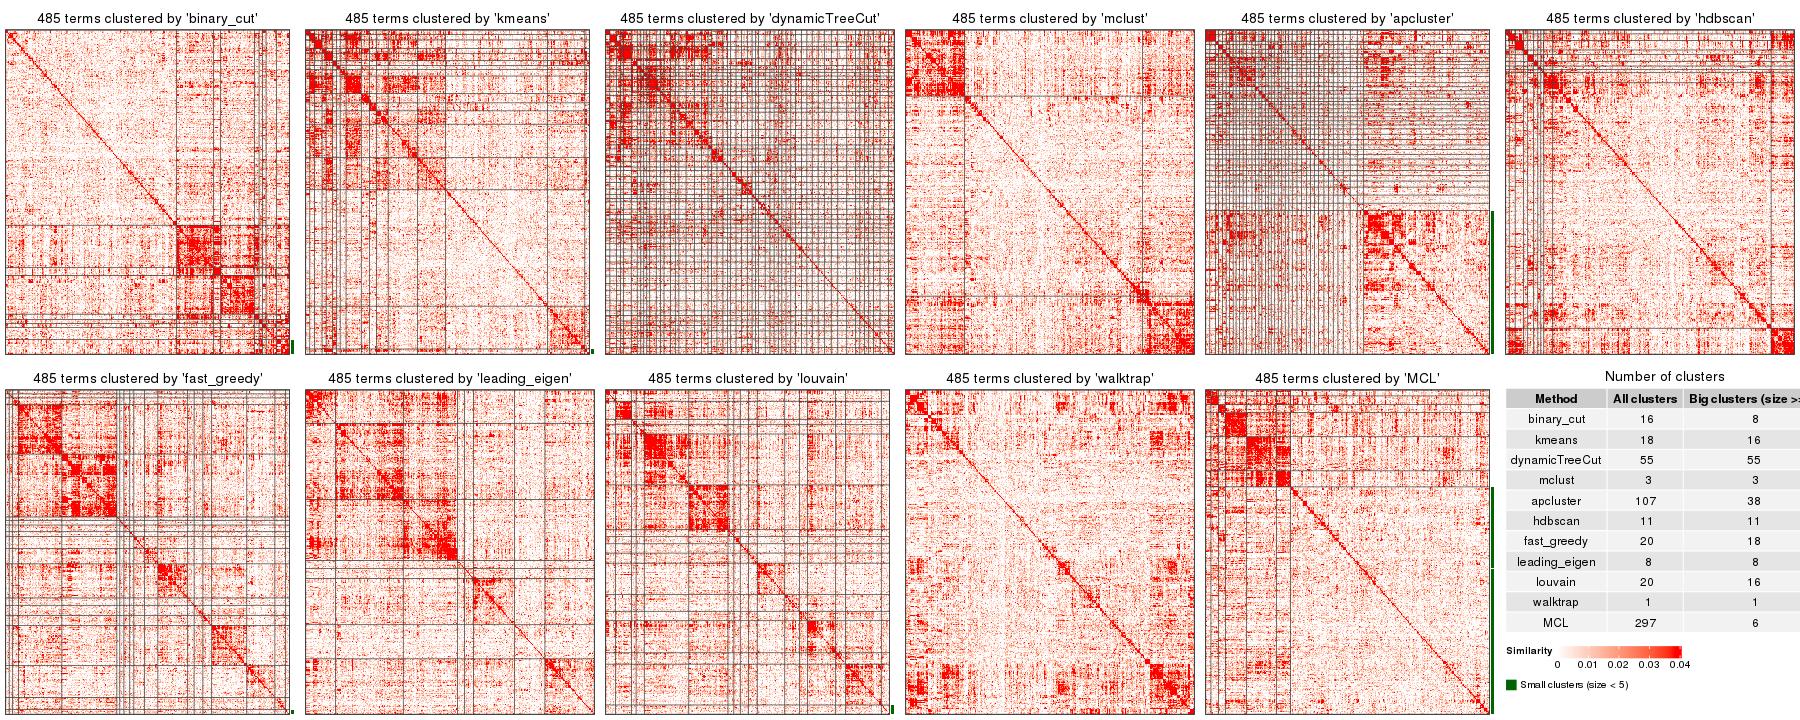 485 terms clustered by 'binary_cut'
485 terms clustered by 'kmeans'
485 terms clustered by 'dynamicTreeCut'
485 terms clustered by 'mclust'
485 terms clustered by 'apcluster'
485 terms clustered by 'hdbscan'
485 terms clustered by 'fast_greedy'
485 terms clustered by 'leading_eigen'
485 terms clustered by 'louvain'
485 terms clustered by 'walktrap'
485 terms clustered by 'MCL'
Number of clusters
Method All clusters Big clusters (size >=
binary_cut 16 8
kmeans 18 16
dynamicTreeCut 55 55
mclust 3 3
apcluster 107 38
hdbscan 11 11
fast_greedy 20 18
leading_eigen 8 8
louvain 20 16
walktrap 1 1
MCL 297 6
Similarity
0 0.01 0.02 0.03 0.04
Small clusters (size < 5)